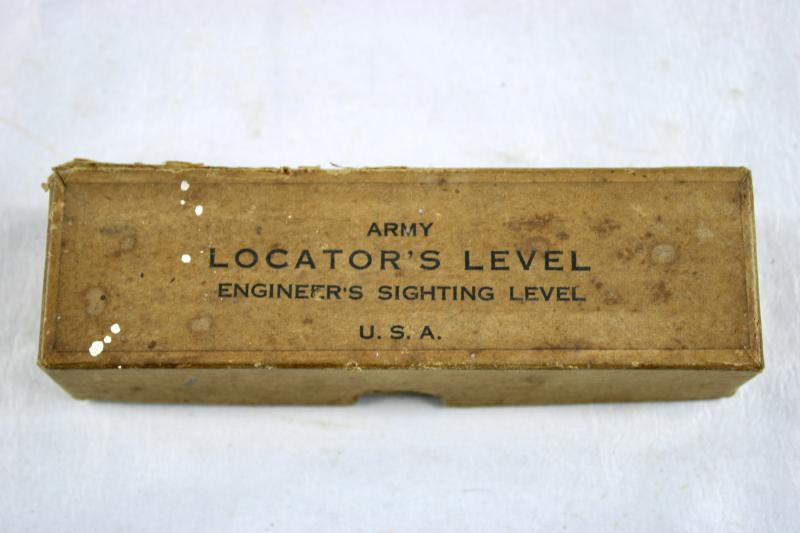 ARMY
LOCATOR'S LEVEL
ENGINEER'S SIGHTING LEVEL
U. S. A.